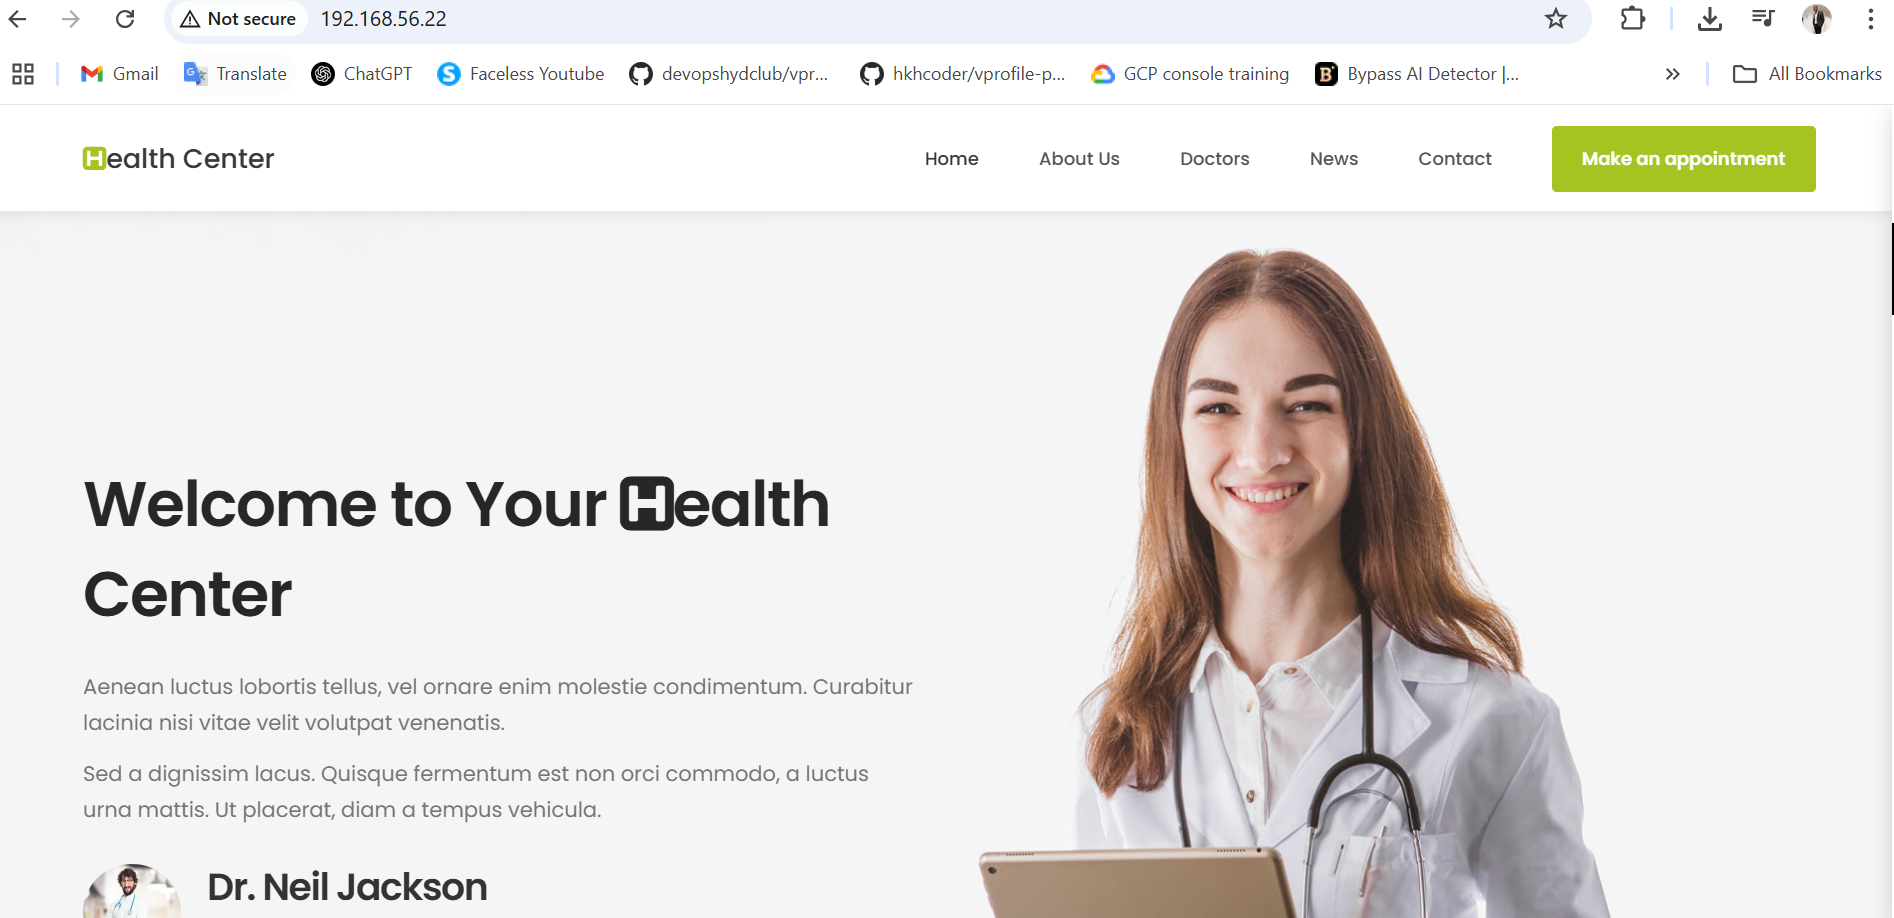 Not secure 192.168.56.22
Gmail Translate ChatGPT Faceless Youtube devopshydclub/vpr... hkhcoder/vprofile-p... GCP console training Bypass AI Detector |... All Bookmarks
Health Center Home About Us Doctors News Contact Make an appointment
Welcome to Your Health
Center
Aenean luctus lobortis tellus, vel ornare enim molestie condimentum. Curabitur
lacinia nisi vitae velit volutpat venenatis.
Sed a dignissim lacus. Quisque fermentum est non orci commodo, a luctus
urna mattis. Ut placerat, diam a tempus vehicula.
Dr. Neil Jackson